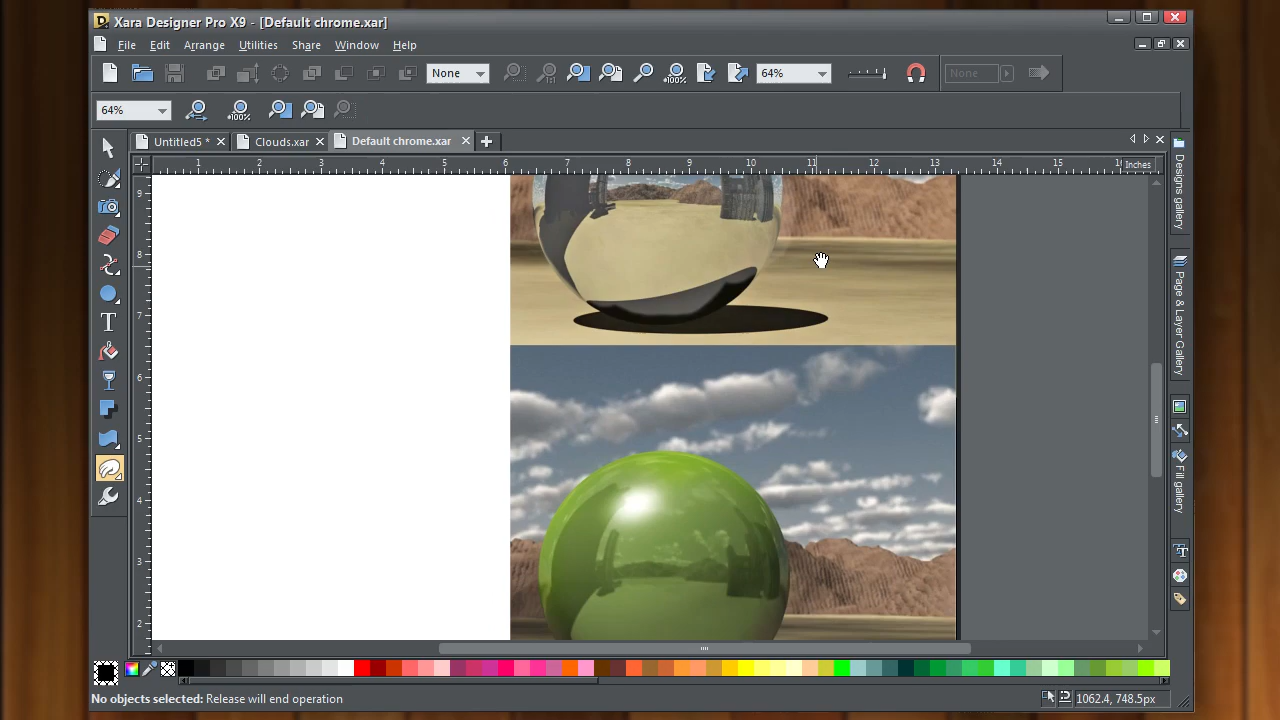 Xara Designer Pro X9 - [Default chrome.xar]
File Edit Arrange Utilities Share Window Help
None 64% None
64%
Untitled5 * Clouds.xar Default chrome.xar
1 2 3 4 5 6 7 8 9 10 11 12 13 14 15 Inches
9
8
7
6
5
4
3
2
Designs gallery
Page & Layer Gallery
Fill gallery
No objects selected: Release will end operation 1062.4, 748.5px